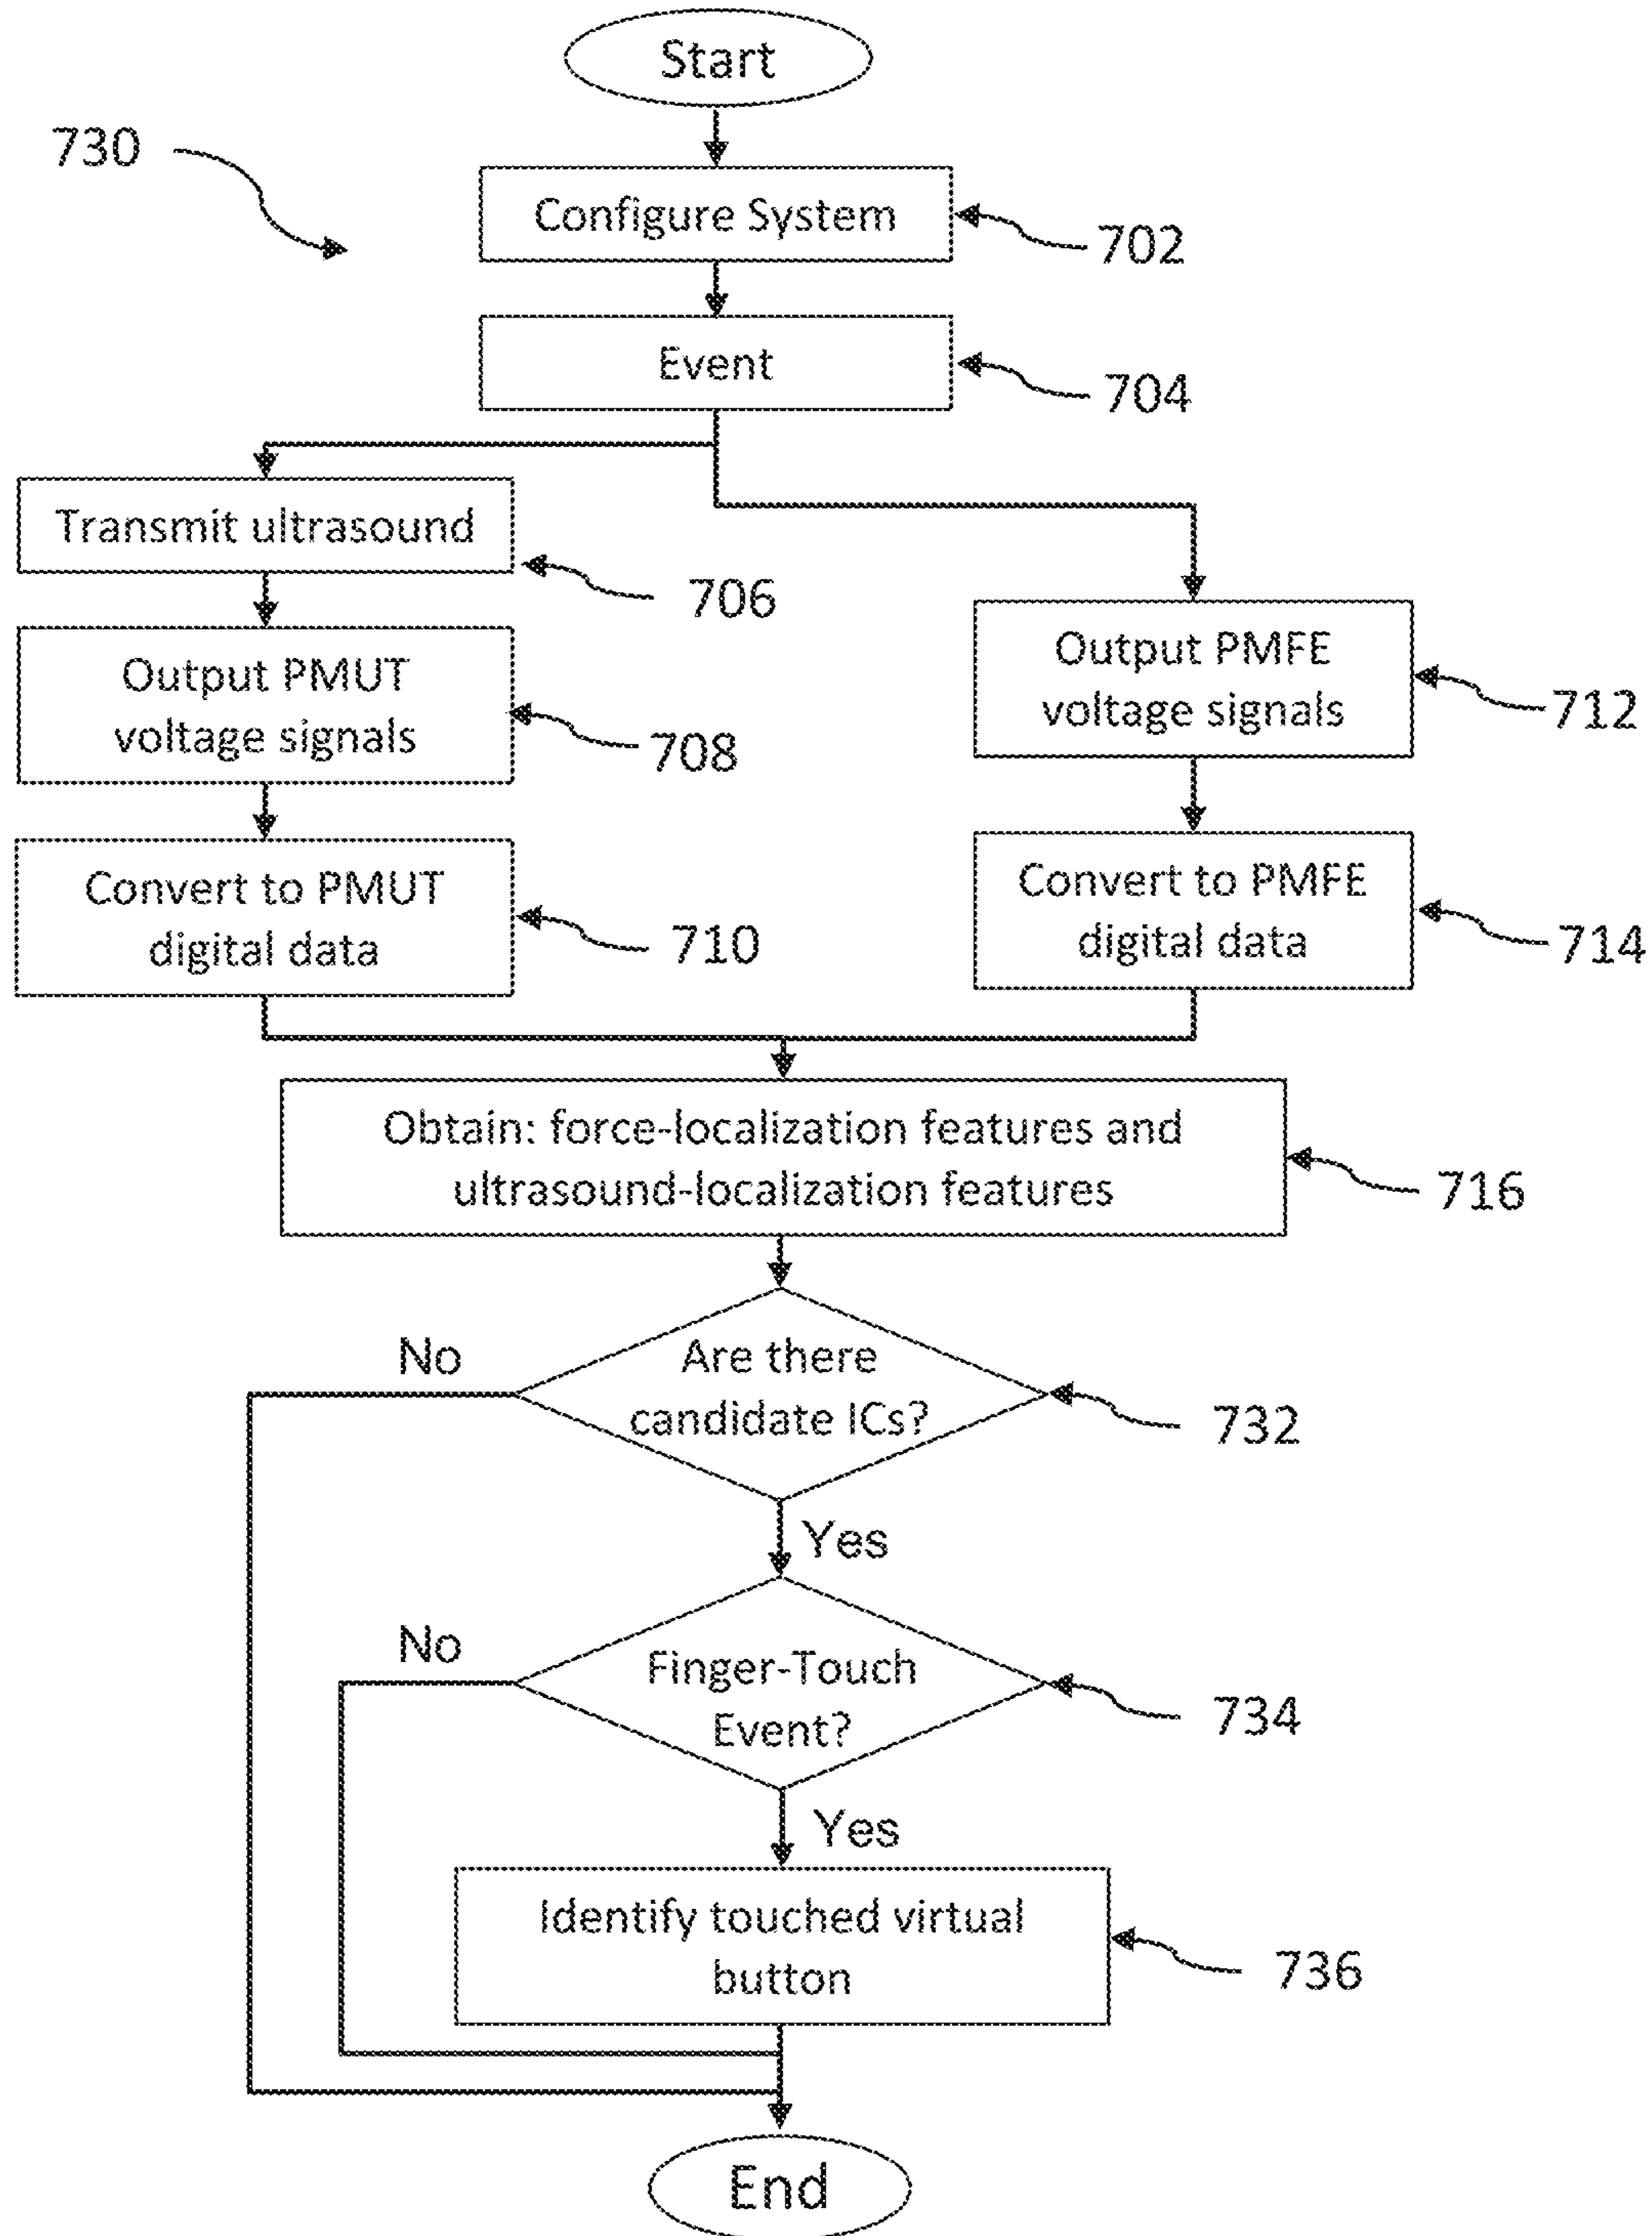 Start
730
Configure System
702
Event
704
Transmit ultrasound
706
Output PMUT
voltage signals
708
Output PMFE
voltage signals
712
Convert to PMUT
digital data
710
Convert to PMFE
digital data
714
Obtain: force-localization features and
ultrasound-localization features
716
No
Are there
candidate ICs?
732
Yes
No
Finger-Touch
Event?
734
Yes
Identify touched virtual
button
736
End